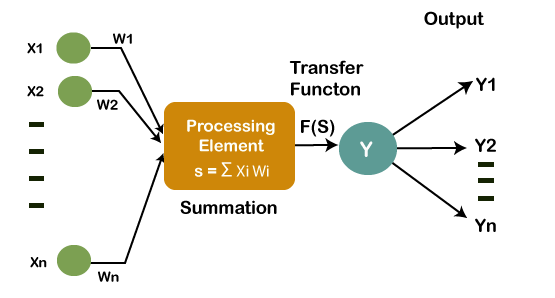 Output
X1
W1
X2
W2
Transfer
Functon
Processing
Element
s = Σ Xi Wi
F(S)
Y
Y1
Y2
Yn
Summation
Xn
Wn